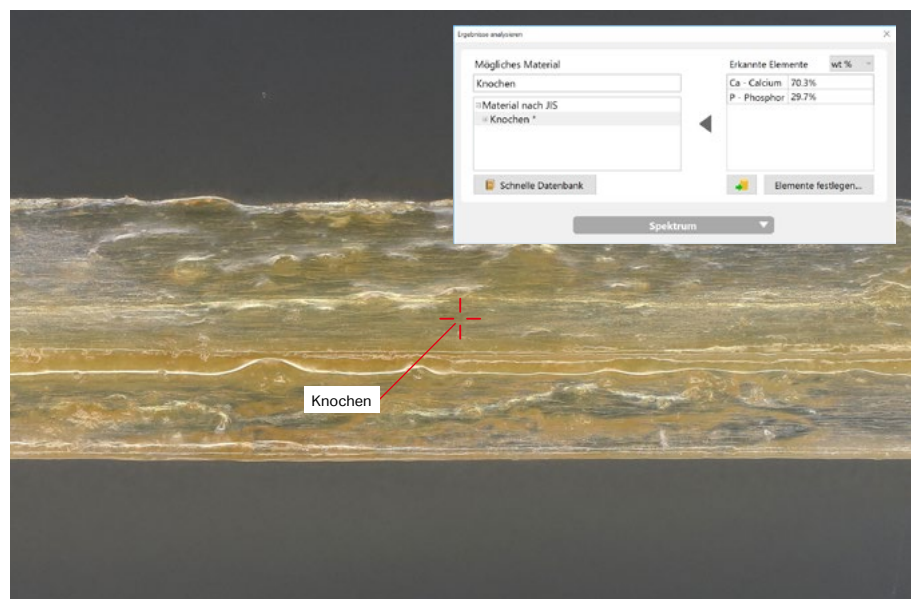 Ergebnisse analysieren
Mögliches Material
Knochen
Material nach JIS
Knochen *
Schnelle Datenbank
Erkannte Elemente
wt %
Ca - Calcium 70.3%
P - Phosphor 29.7%
Elemente festlegen...
Spektrum
Knochen